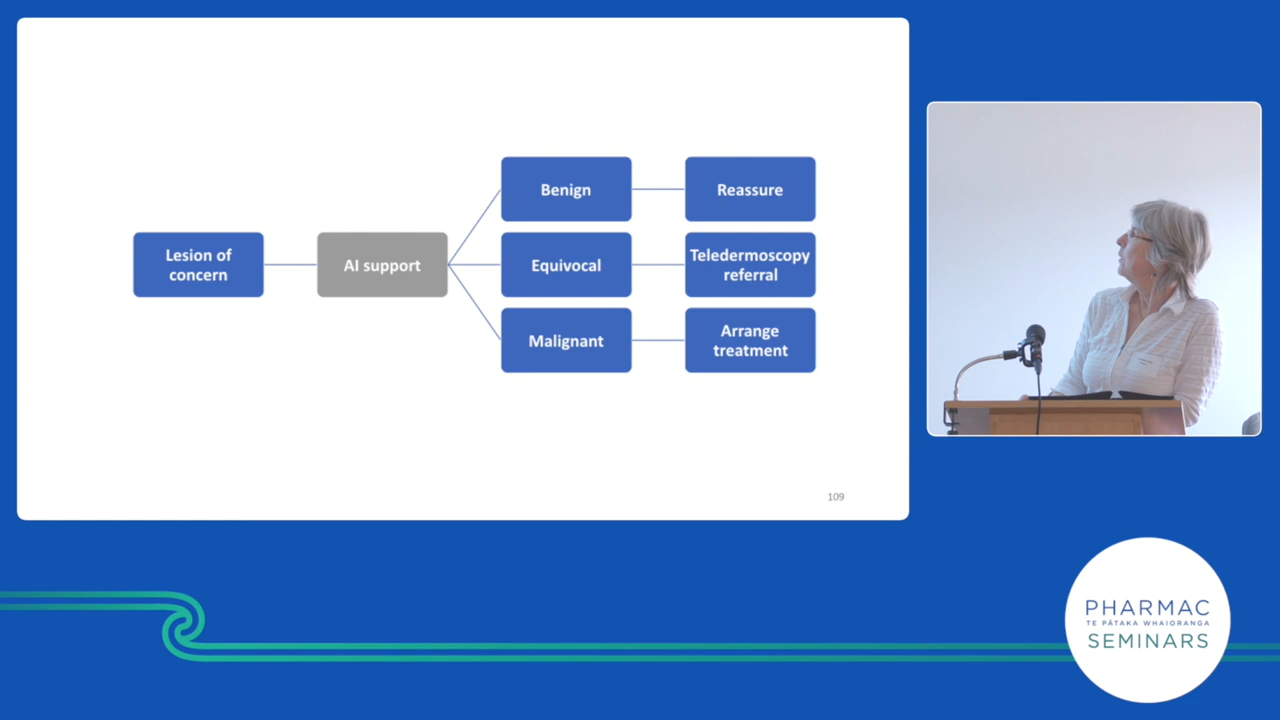 Lesion of
concern
AI support
Benign
Reassure
Equivocal
Teledermoscopy
referral
Malignant
Arrange
treatment
109
PHARMAC
TE PĀTAKA WHAIORANGA
SEMINARS